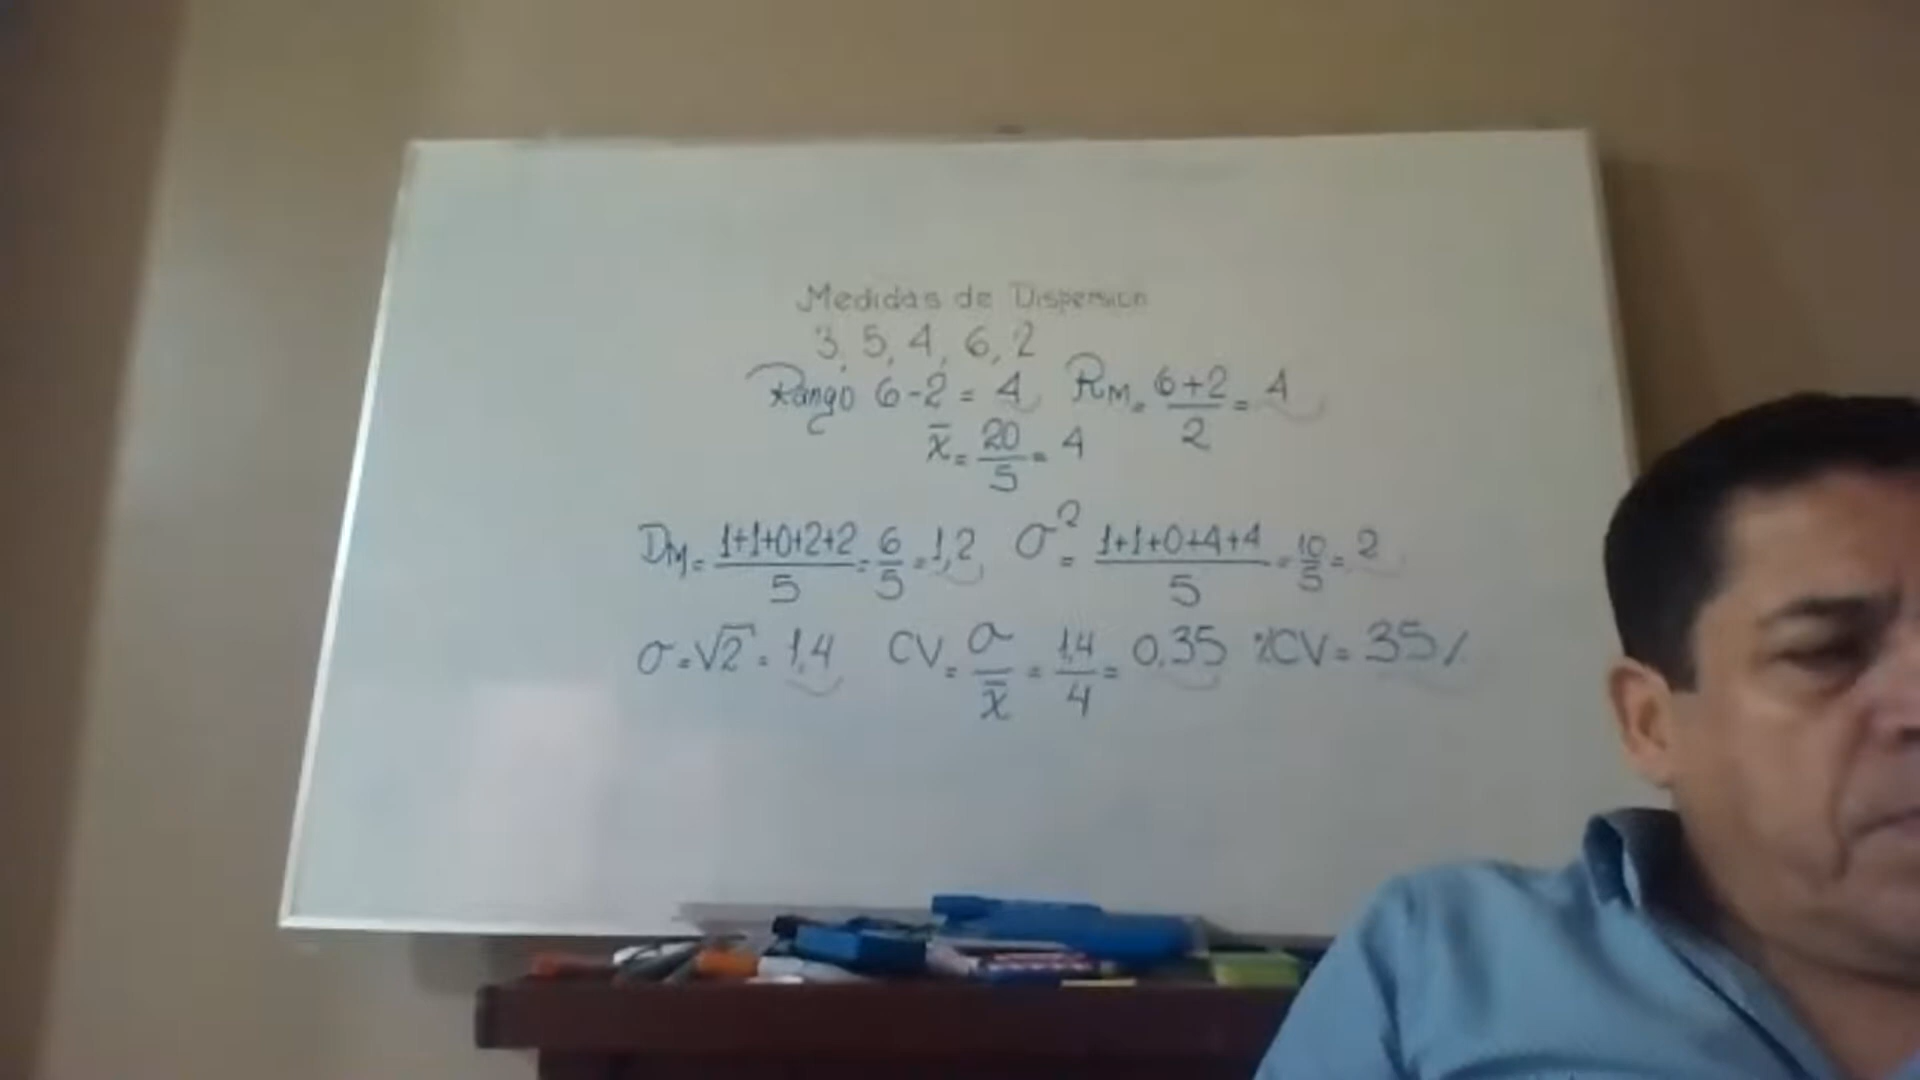 Medidas de Dispersion
3, 5, 4, 6, 2
Rango 6-2 = 4 RM = 6+2/2 = 4
x̄ = 20/5 = 4
DM = 1+1+0+2+2/5 = 6/5 = 1,2 σ² = 1+1+0+4+4/5 = 10/5 = 2
σ = √2 = 1,4 CV = σ/x̄ = 1,4/4 = 0,35 %CV = 35%